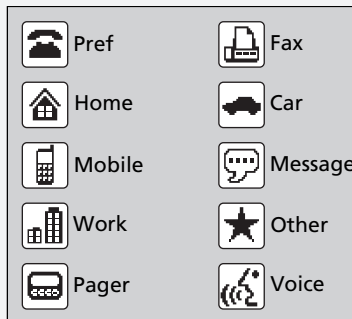 Pref
Fax
Home
Car
Mobile
Message
Work
Other
Pager
Voice